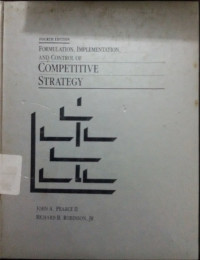 FOURTH EDITION
FORMULATION, IMPLEMENTATION,
AND CONTROL OF
COMPETITIVE
STRATEGY
JOHN A. PEARCE II
RICHARD B. ROBINSON, JR.